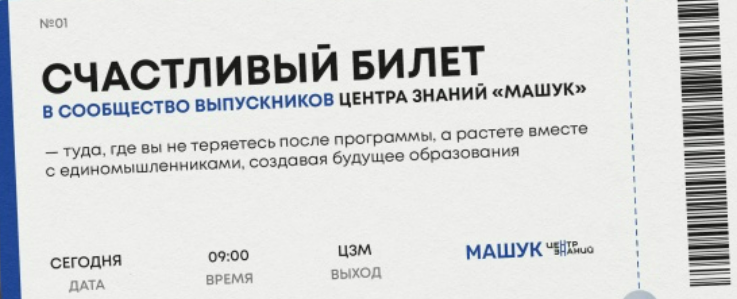 №01
СЧАСТЛИВЫЙ БИЛЕТ
В СООБЩЕСТВО ВЫПУСКНИКОВ ЦЕНТРА ЗНАНИЙ «МАШУК»
— туда, где вы не теряетесь после программы, а растете вместе
с единомышленниками, создавая будущее образования
СЕГОДНЯ 09:00 ЦЗМ
ДАТА ВРЕМЯ ВЫХОД
МАШУК ЦЕНТР
ЗНАНИЙ